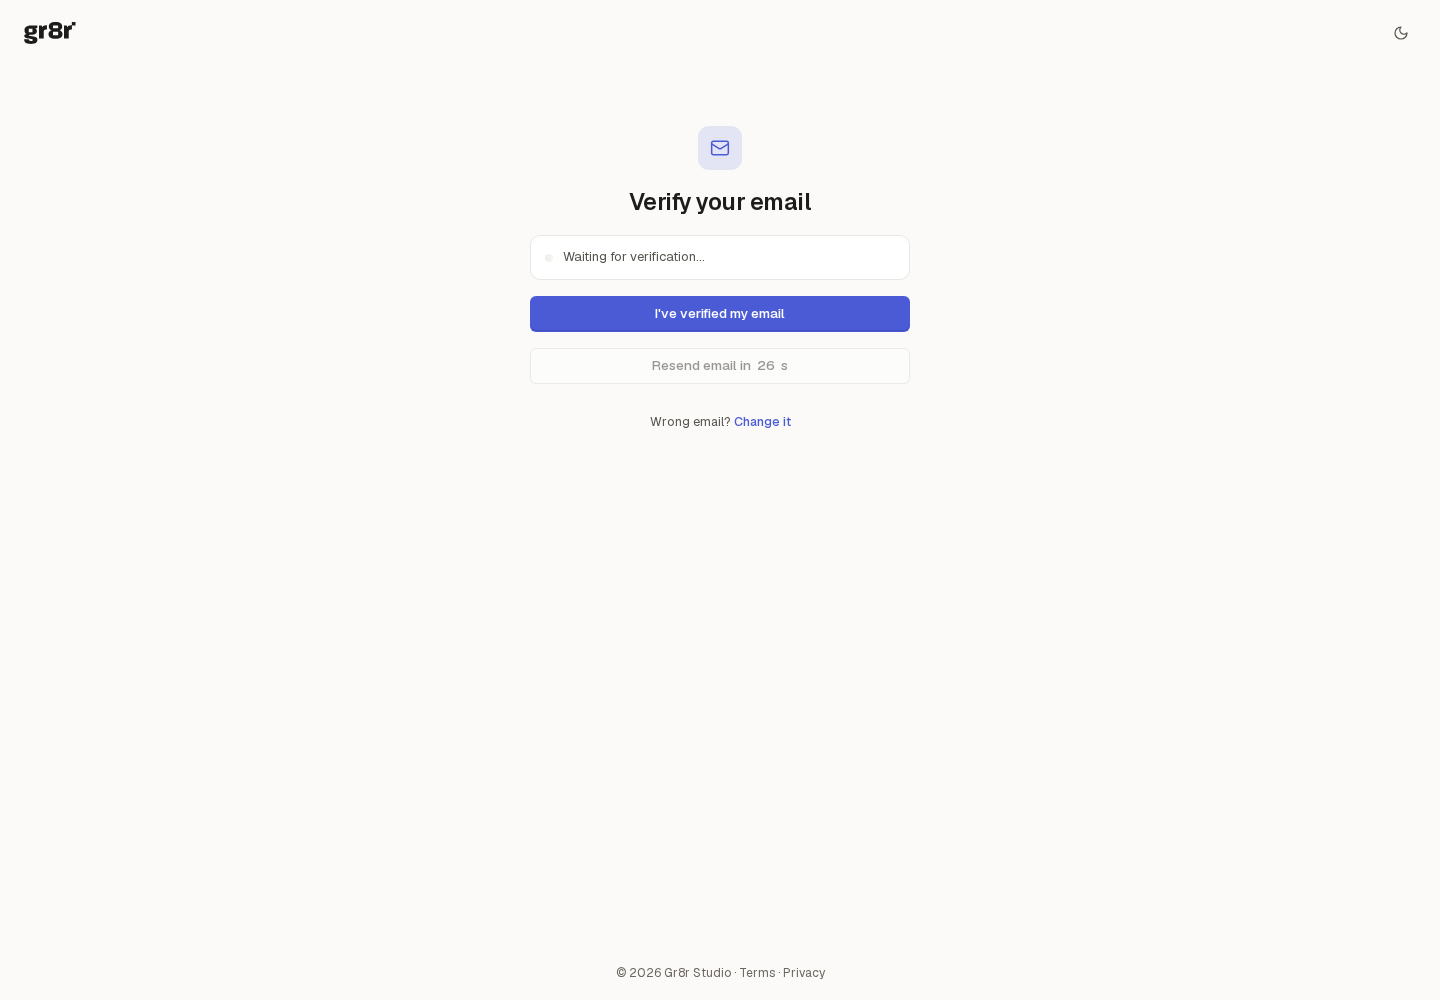 gr8r
Verify your email
Waiting for verification...
I've verified my email
Resend email in 26 s
Wrong email? Change it
© 2026 Gr8r Studio · Terms · Privacy